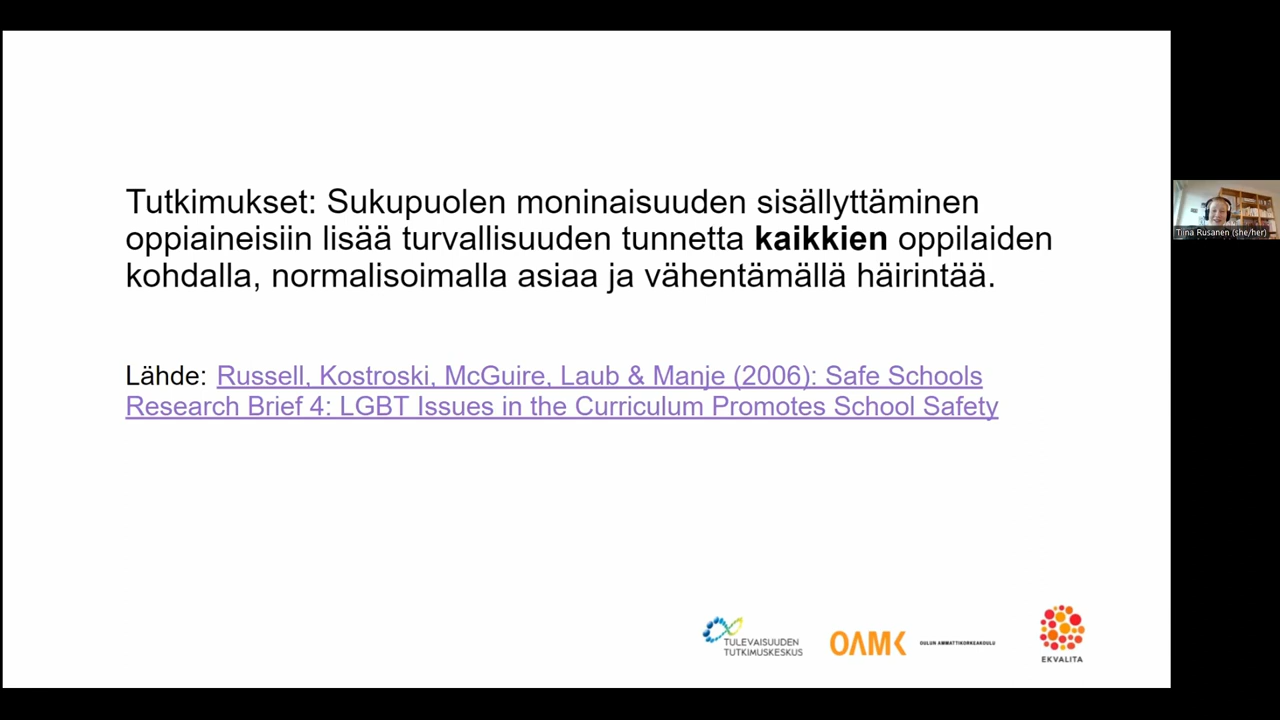 Tutkimukset: Sukupuolen moninaisuuden sisällyttäminen
oppiaineisiin lisää turvallisuuden tunnetta kaikkien oppilaiden
kohdalla, normalisoimalla asiaa ja vähentämällä häirintää.
Lähde: Russell, Kostroski, McGuire, Laub & Manje (2006): Safe Schools
Research Brief 4: LGBT Issues in the Curriculum Promotes School Safety
Tiina Rusanen (she/her)
TULEVAISUUDEN
TUTKIMUSKESKUS
OAMK OULUN AMMATTIKORKEAKOULU
EKVALITA